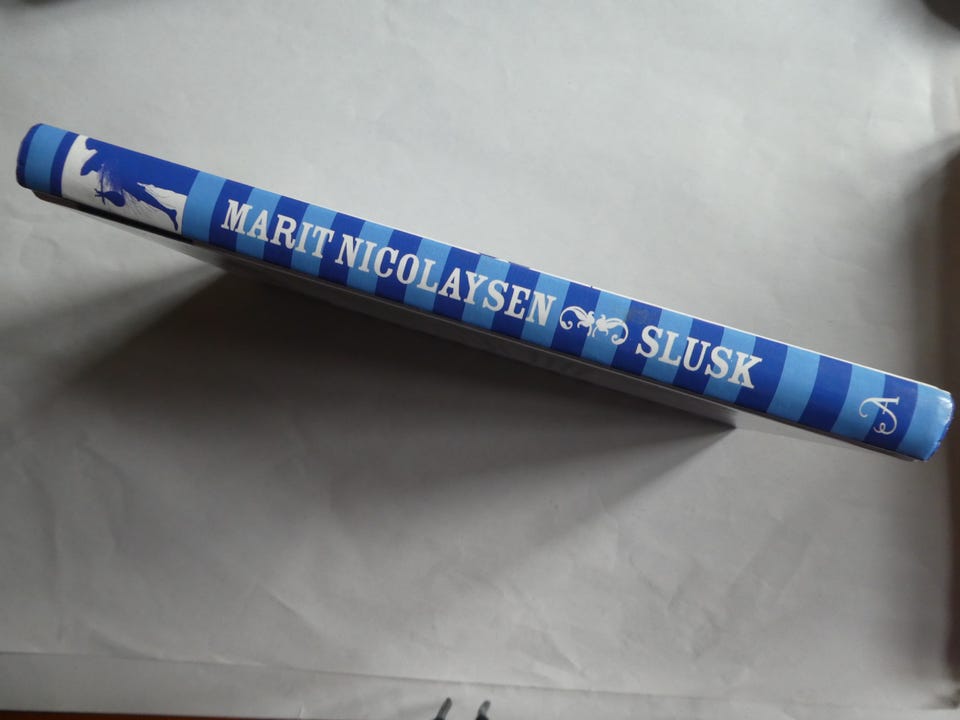 MARIT NICOLAYSEN SLUSK
A